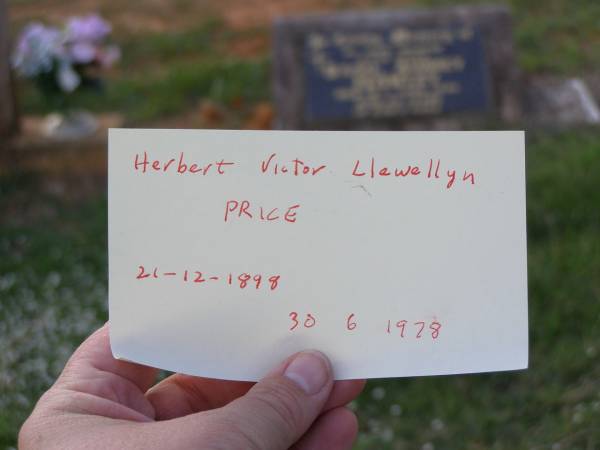 Herbert Victor Llewellyn
PRICE
21-12-1898
30 6 1978